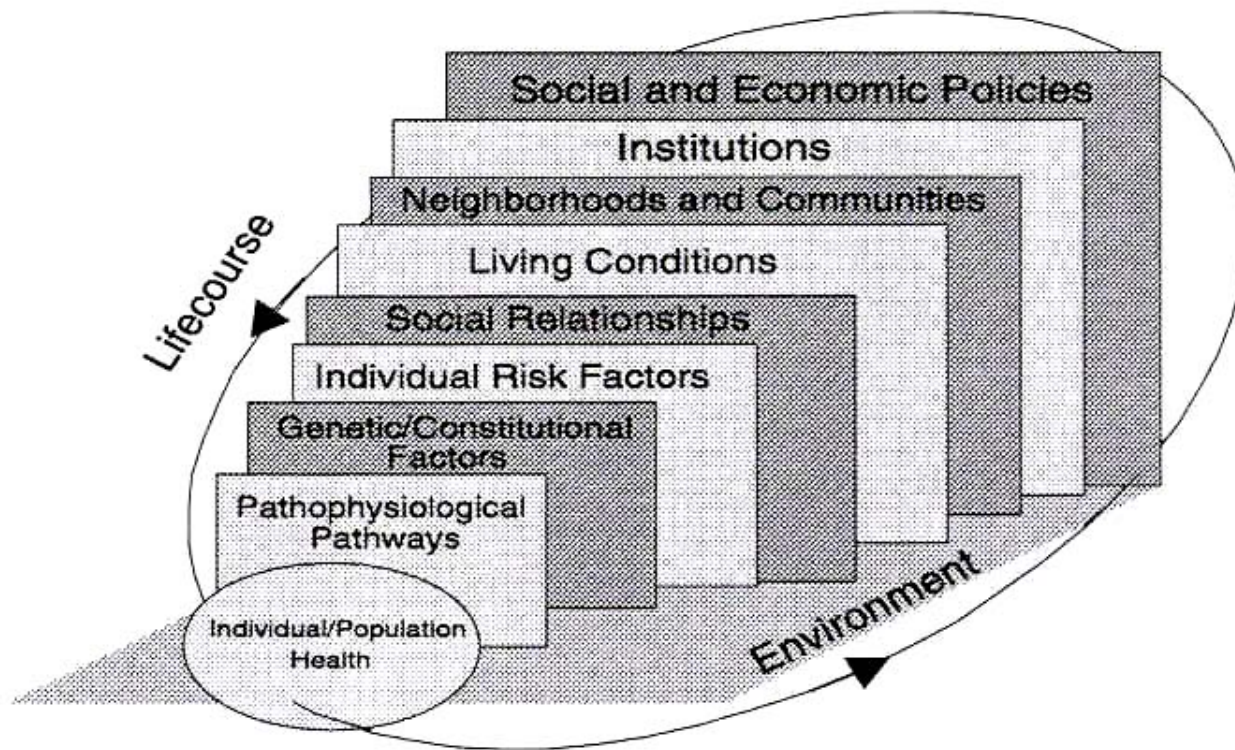 Social and Economic Policies
Institutions
Neighborhoods and Communities
Living Conditions
Lifecourse
Social Relationships
Individual Risk Factors
Genetic/Constitutional
Factors
Pathophysiological
Pathways
Environment
Individual/Population
Health